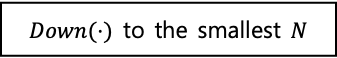 Down(·) to the smallest N